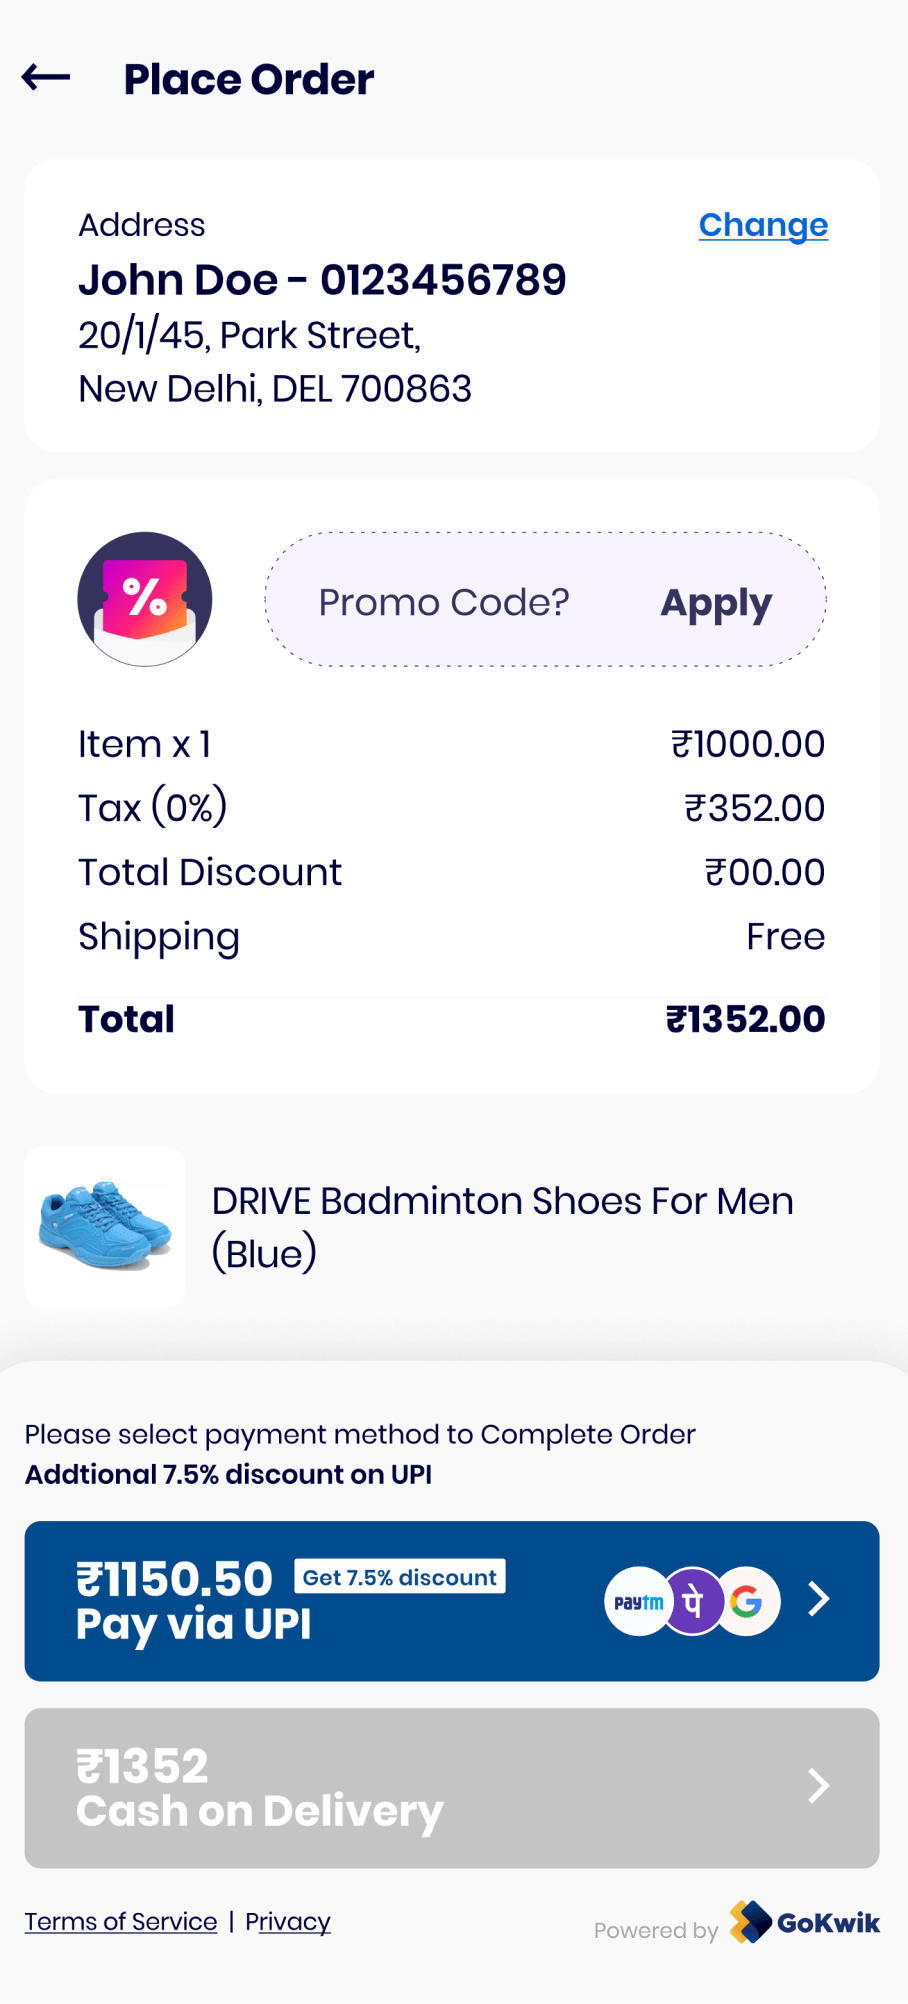 Place Order
Address Change
John Doe - 0123456789
20/1/45, Park Street,
New Delhi, DEL 700863
%
Promo Code? Apply
Item x 1 ₹1000.00
Tax (0%) ₹352.00
Total Discount ₹00.00
Shipping Free
Total ₹1352.00
DRIVE Badminton Shoes For Men
(Blue)
Please select payment method to Complete Order
Addtional 7.5% discount on UPI
₹1150.50 Get 7.5% discount
Pay via UPI
paytm पे G
₹1352
Cash on Delivery
Terms of Service | Privacy
Powered by GoKwik